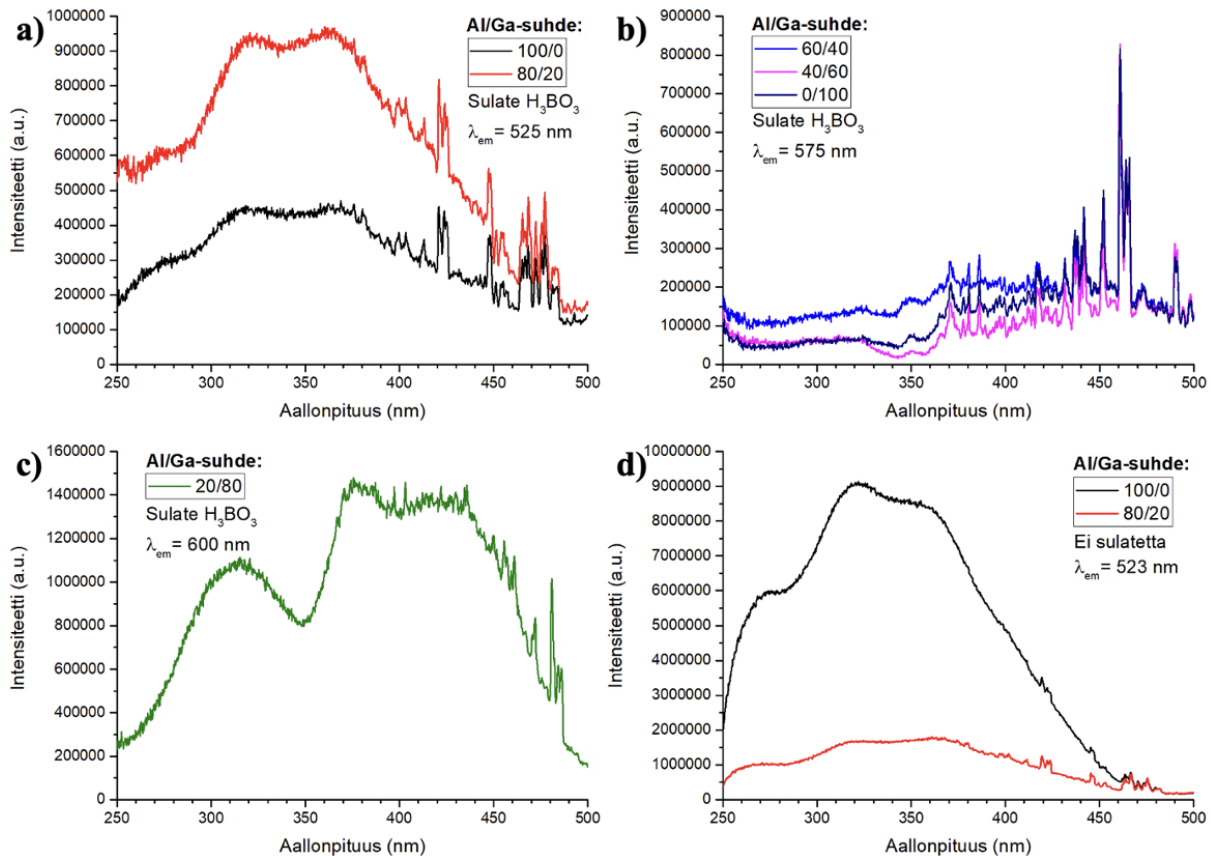 a)
Intensiteetti (a.u.)
1000000
900000
800000
700000
600000
500000
400000
300000
200000
100000
0
250 300 350 400 450 500
Aallonpituus (nm)
Al/Ga-suhde:
100/0
80/20
Sulate H₃BO₃
λem= 525 nm
b)
Intensiteetti (a.u.)
900000
800000
700000
600000
500000
400000
300000
200000
100000
0
250 300 350 400 450 500
Aallonpituus (nm)
Al/Ga-suhde:
60/40
40/60
0/100
Sulate H₃BO₃
λem= 575 nm
c)
Intensiteetti (a.u.)
1600000
1400000
1200000
1000000
800000
600000
400000
200000
0
250 300 350 400 450 500
Aallonpituus (nm)
Al/Ga-suhde:
20/80
Sulate H₃BO₃
λem= 600 nm
d)
Intensiteetti (a.u.)
10000000
9000000
8000000
7000000
6000000
5000000
4000000
3000000
2000000
1000000
0
250 300 350 400 450 500
Aallonpituus (nm)
Al/Ga-suhde:
100/0
80/20
Ei sulatetta
λem= 523 nm